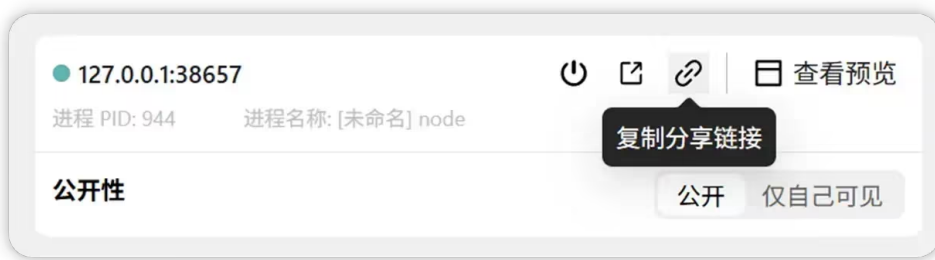 127.0.0.1:38657 查看预览
进程 PID: 944 进程名称: [未命名] node
复制分享链接
公开性 公开 仅自己可见